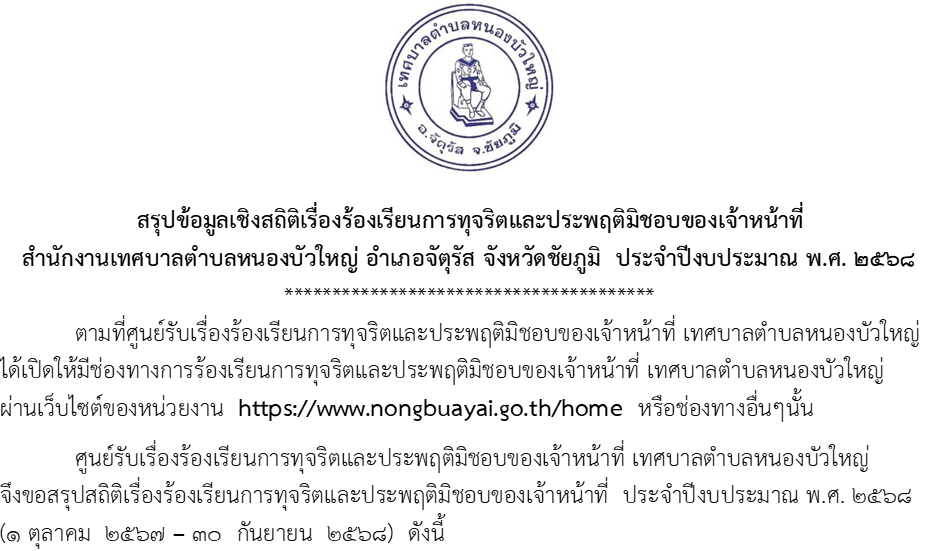 เทศบาลตำบลหนองบัวใหญ่
อ.จัตุรัส จ.ชัยภูมิ
สรุปข้อมูลเชิงสถิติเรื่องร้องเรียนการทุจริตและประพฤติมิชอบของเจ้าหน้าที่
สำนักงานเทศบาลตำบลหนองบัวใหญ่ อำเภอจัตุรัส จังหวัดชัยภูมิ ประจำปีงบประมาณ พ.ศ. ๒๕๖๘
***************************************
ตามที่ศูนย์รับเรื่องร้องเรียนการทุจริตและประพฤติมิชอบของเจ้าหน้าที่ เทศบาลตำบลหนองบัวใหญ่
ได้เปิดให้มีช่องทางการร้องเรียนการทุจริตและประพฤติมิชอบของเจ้าหน้าที่ เทศบาลตำบลหนองบัวใหญ่
ผ่านเว็บไซต์ของหน่วยงาน https://www.nongbuayai.go.th/home หรือช่องทางอื่นๆนั้น
ศูนย์รับเรื่องร้องเรียนการทุจริตและประพฤติมิชอบของเจ้าหน้าที่ เทศบาลตำบลหนองบัวใหญ่
จึงขอสรุปสถิติเรื่องร้องเรียนการทุจริตและประพฤติมิชอบของเจ้าหน้าที่ ประจำปีงบประมาณ พ.ศ. ๒๕๖๘
(๑ ตุลาคม ๒๕๖๗ – ๓๐ กันยายน ๒๕๖๘) ดังนี้